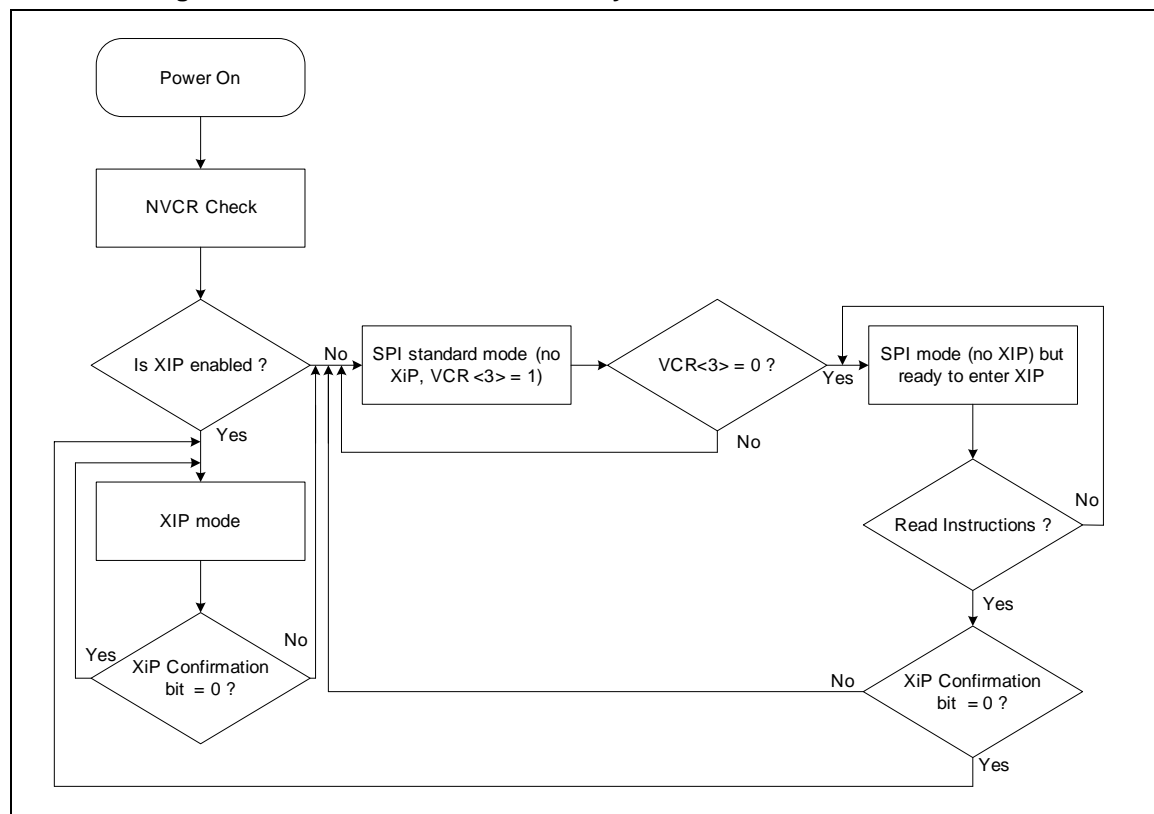 Power On
NVCR Check
Is XIP enabled ?
No
SPI standard mode (no
XiP, VCR <3> = 1)
VCR<3> = 0 ?
Yes
SPI mode (no XIP) but
ready to enter XIP
No
Yes
XIP mode
Read Instructions ?
No
Yes
Yes
XiP Confirmation
bit = 0 ?
No
No
XiP Confirmation
bit = 0 ?
Yes